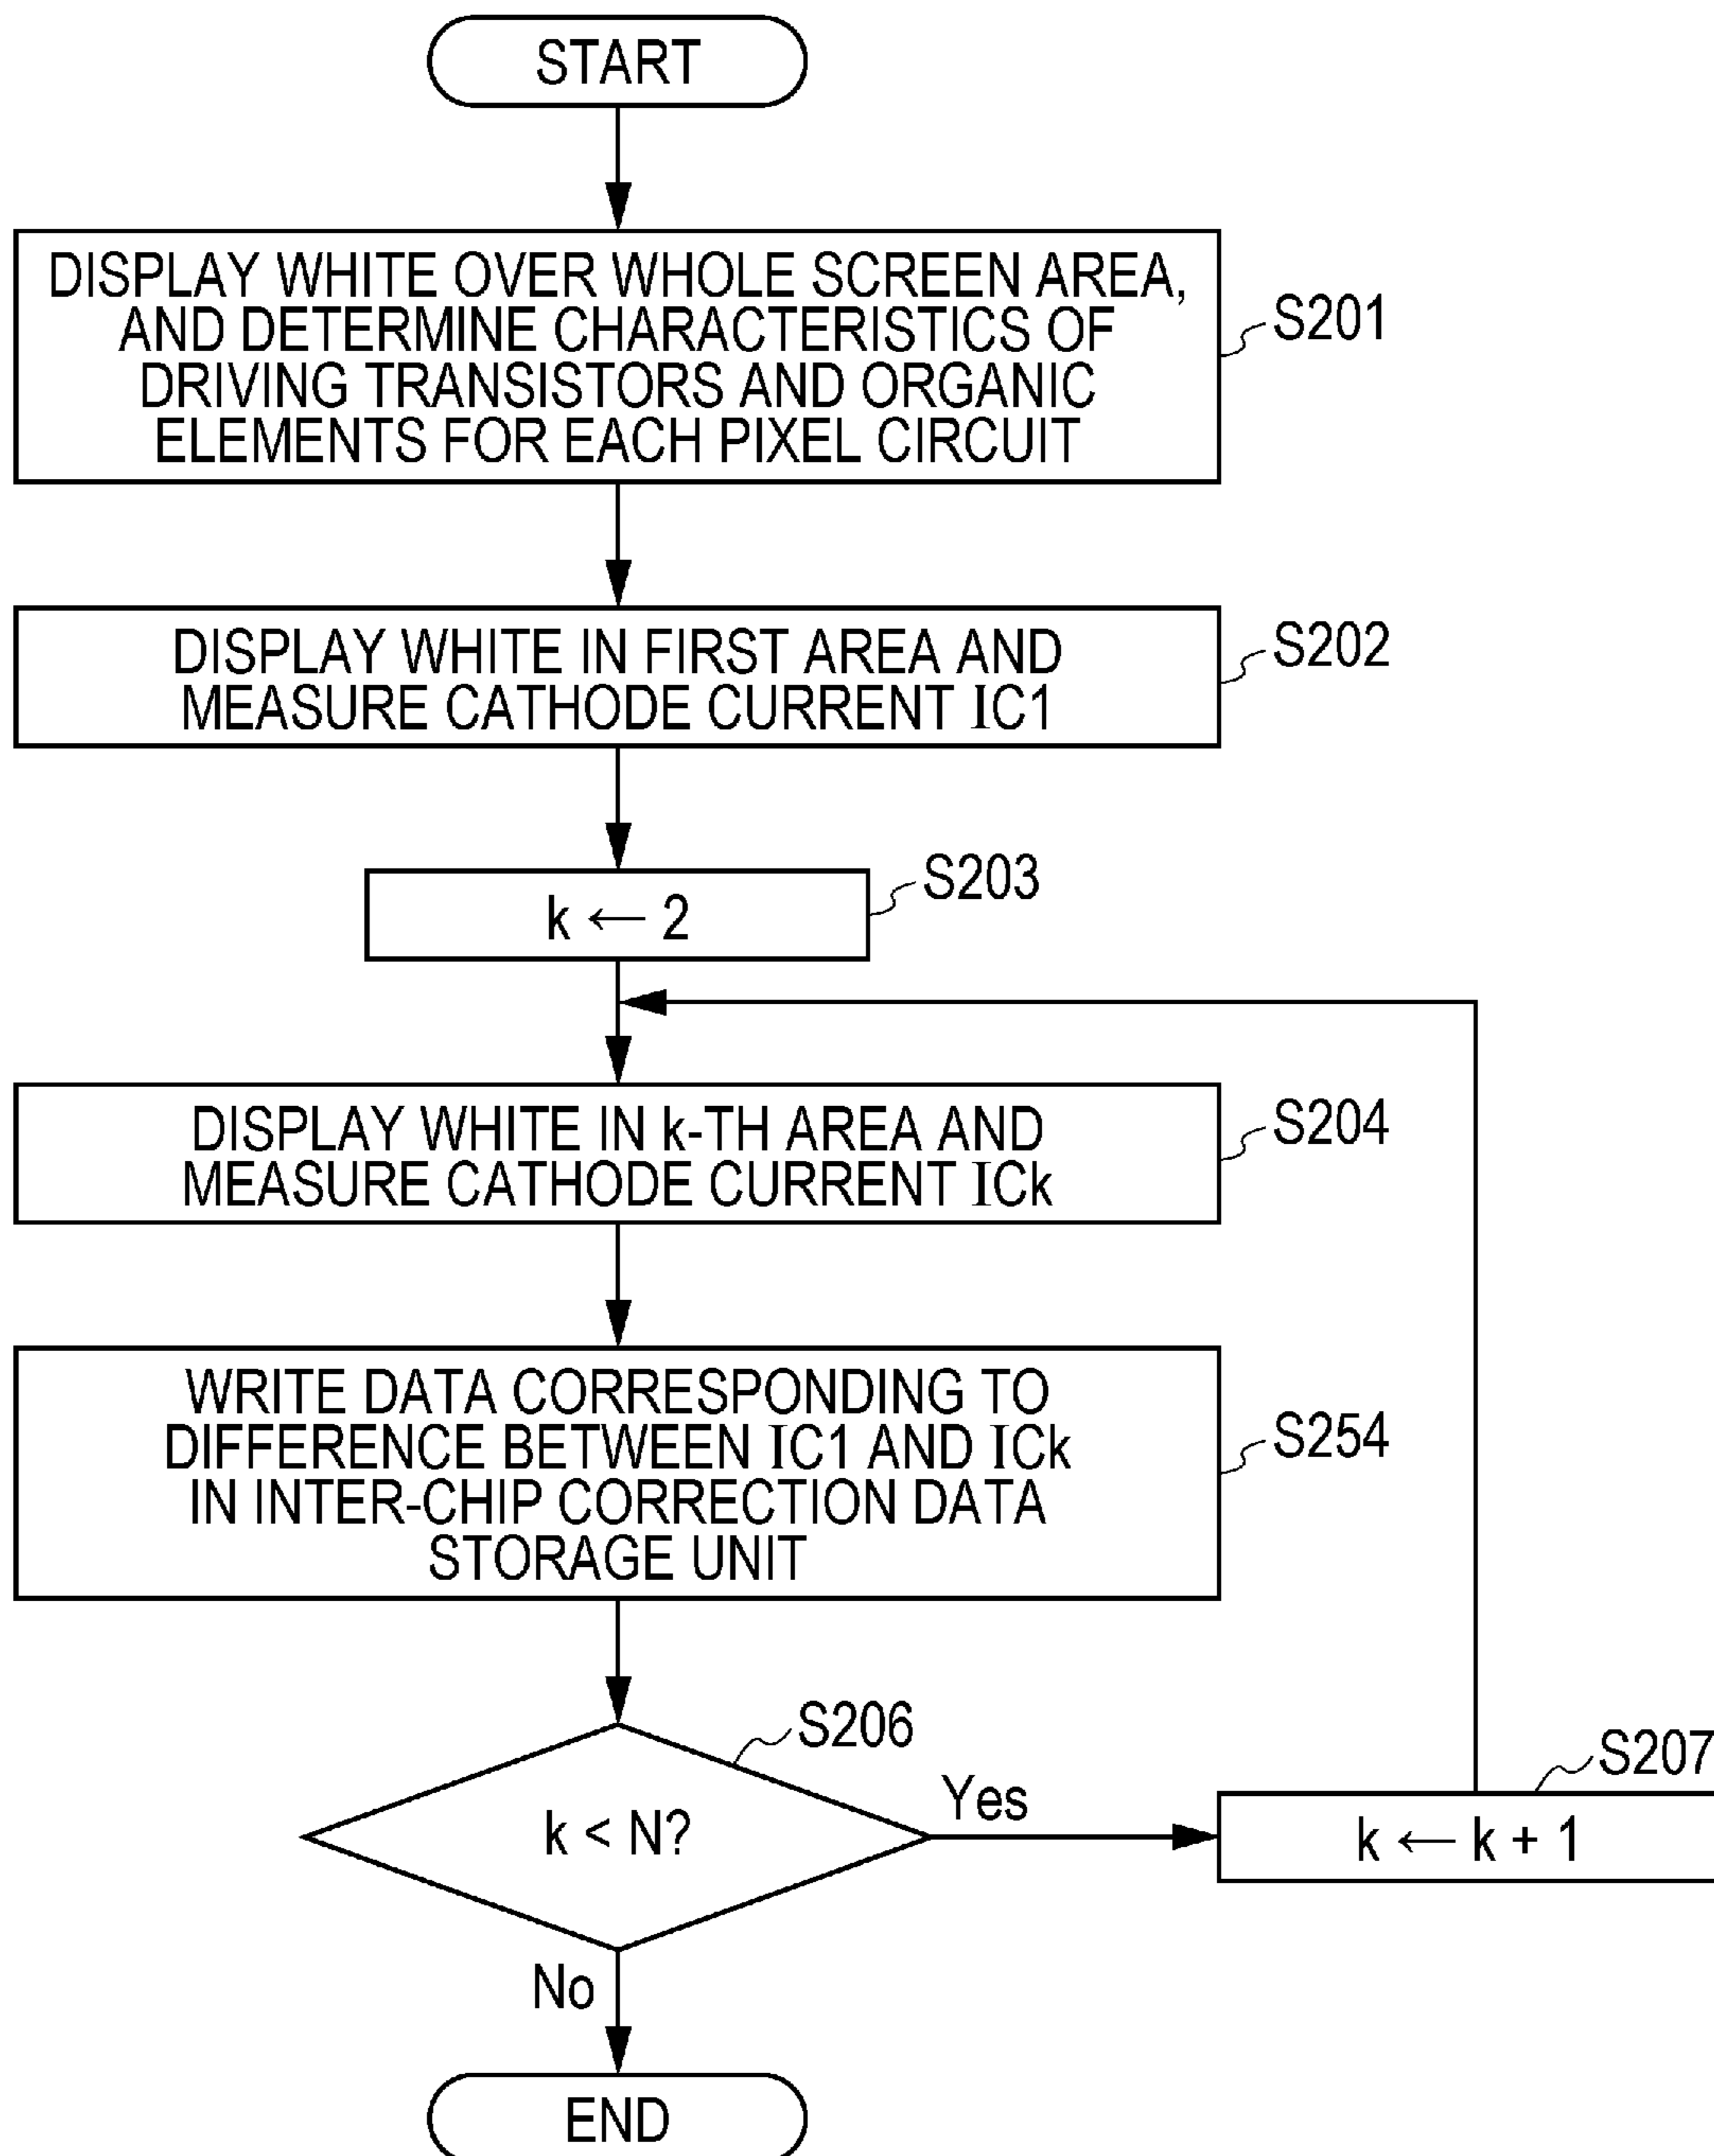 START
DISPLAY WHITE OVER WHOLE SCREEN AREA,
AND DETERMINE CHARACTERISTICS OF
DRIVING TRANSISTORS AND ORGANIC
ELEMENTS FOR EACH PIXEL CIRCUIT
S201
DISPLAY WHITE IN FIRST AREA AND
MEASURE CATHODE CURRENT IC1
S202
k ← 2
S203
DISPLAY WHITE IN k-TH AREA AND
MEASURE CATHODE CURRENT ICk
S204
WRITE DATA CORRESPONDING TO
DIFFERENCE BETWEEN IC1 AND ICk
IN INTER-CHIP CORRECTION DATA
STORAGE UNIT
S254
S206
k < N?
Yes
S207
k ← k + 1
No
END